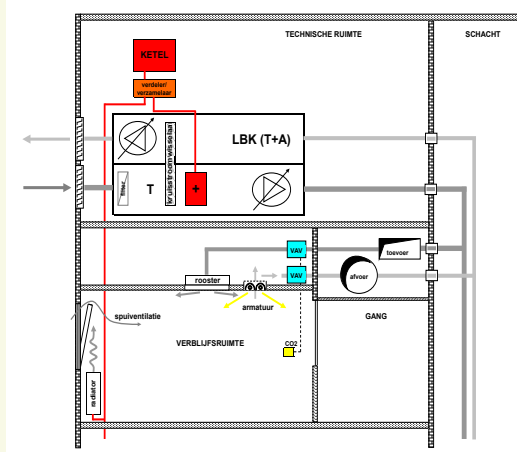 TECHNISCHE RUIMTE
SCHACHT
KETEL
verdeler/
verzamelaar
LBK (T+A)
kruisstroomwisselaar
filter
T
+
VAV
toevoer
VAV
afvoer
rooster
armatuur
spuiventilatie
GANG
VERBLIJFSRUIMTE
CO2
radiator